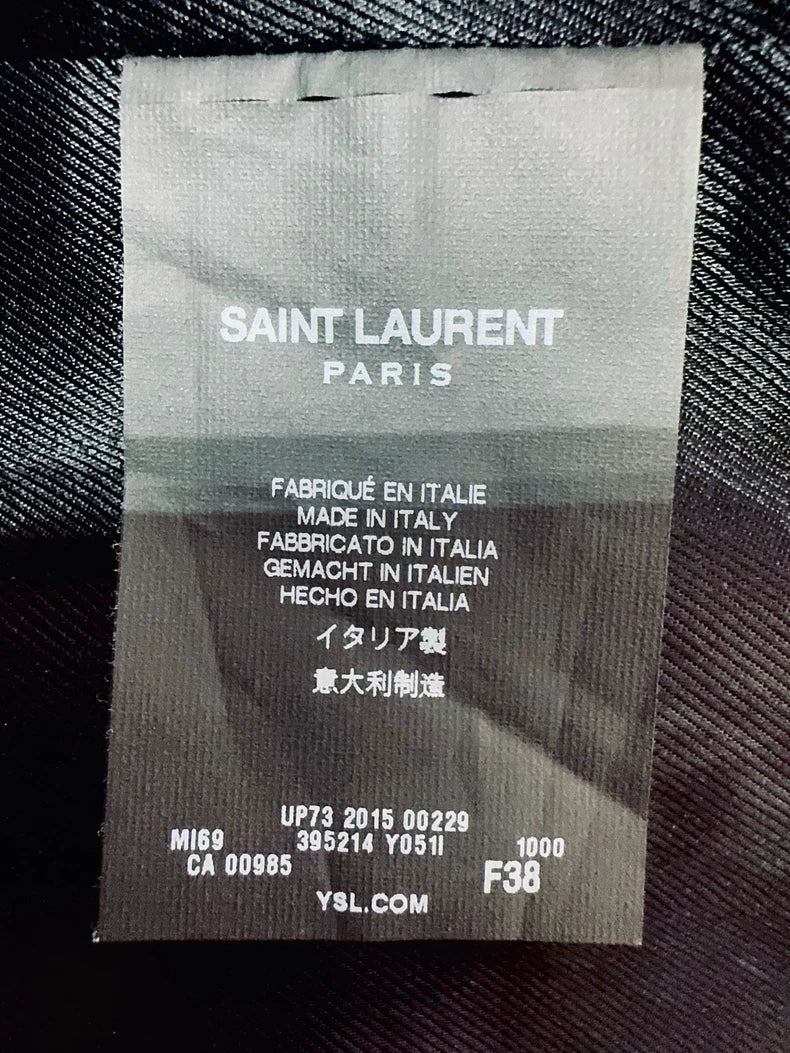 SAINT LAURENT
PARIS
FABRIQUÉ EN ITALIE
MADE IN ITALY
FABBRICATO IN ITALIA
GEMACHT IN ITALIEN
HECHO EN ITALIA
イタリア製
意大利制造
UP73 2015 00229
MI69 395214 Y051I 1000
CA 00985 F38
YSL.COM